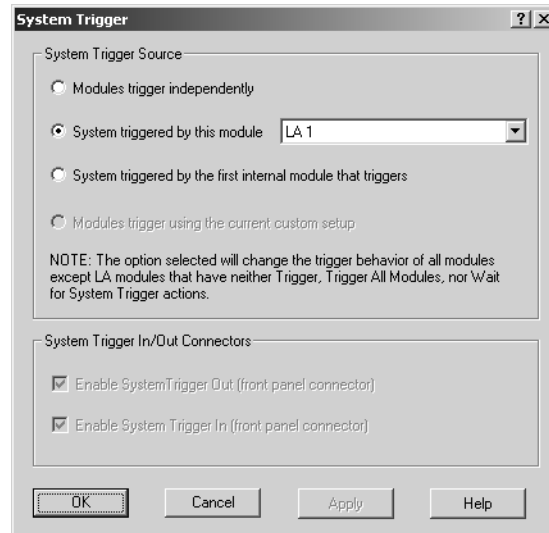 System Trigger
System Trigger Source
Modules trigger independently
System triggered by this module
LA 1
System triggered by the first internal module that triggers
Modules trigger using the current custom setup
NOTE: The option selected will change the trigger behavior of all modules
except LA modules that have neither Trigger, Trigger All Modules, nor Wait
for System Trigger actions.
System Trigger In/Out Connectors
Enable SystemTrigger Out (front panel connector)
Enable System Trigger In (front panel connector)
OK
Cancel
Apply
Help